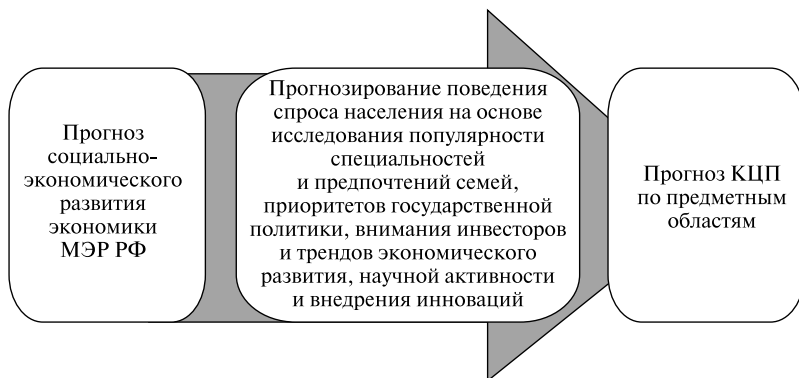 Прогноз
социально-
экономического
развития
экономики
МЭР РФ
Прогнозирование поведения
спроса населения на основе
исследования популярности
специальностей
и предпочтений семей,
приоритетов государственной
политики, внимания инвесторов
и трендов экономического
развития, научной активности
и внедрения инноваций
Прогноз КЦП
по предметным
областям